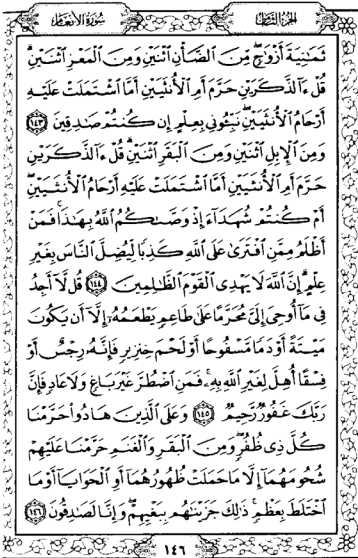 الجزء الثامن
سورة الأنعام
ثَمَٰنِيَةَ أَزْوَٰجٍۖ مِّنَ ٱلضَّأْنِ ٱثْنَيْنِ وَمِنَ ٱلْمَعْزِ ٱثْنَيْنِۗ
قُلْ ءَآلذَّكَرَيْنِ حَرَّمَ أَمِ ٱلْأُنثَيَيْنِ أَمَّا ٱشْتَمَلَتْ عَلَيْهِ
أَرْحَامُ ٱلْأُنثَيَيْنِۖ نَبِّـُٔونِى بِعِلْمٍ إِن كُنتُمْ صَٰدِقِينَ ١٤٣
وَمِنَ ٱلْإِبِلِ ٱثْنَيْنِ وَمِنَ ٱلْبَقَرِ ٱثْنَيْنِۗ قُلْ ءَآلذَّكَرَيْنِ
حَرَّمَ أَمِ ٱلْأُنثَيَيْنِ أَمَّا ٱشْتَمَلَتْ عَلَيْهِ أَرْحَامُ ٱلْأُنثَيَيْنِۖ
أَمْ كُنتُمْ شُهَدَآءَ إِذْ وَصَّىٰكُمُ ٱللَّهُ بِهَٰذَاۚ فَمَنْ
أَظْلَمُ مِمَّنِ ٱفْتَرَىٰ عَلَى ٱللَّهِ كَذِبًا لِّيُضِلَّ ٱلنَّاسَ بِغَيْرِ
عِلْمٍۗ إِنَّ ٱللَّهَ لَا يَهْدِى ٱلْقَوْمَ ٱلظَّٰلِمِينَ ١٤٤ قُل لَّآ أَجِدُ
فِى مَآ أُوحِىَ إِلَىَّ مُحَرَّمًا عَلَىٰ طَاعِمٍ يَطْعَمُهُۥٓ إِلَّآ أَن يَكُونَ
مَيْتَةً أَوْ دَمًا مَّسْفُوحًا أَوْ لَحْمَ خِنزِيرٍ فَإِنَّهُۥ رِجْسٌ أَوْ
فِسْقًا أُهِلَّ لِغَيْرِ ٱللَّهِ بِهِۦۚ فَمَنِ ٱضْطُرَّ غَيْرَ بَاغٍ وَلَا عَادٍ فَإِنَّ
رَبَّكَ غَفُورٌ رَّحِيمٌ ١٤٥ وَعَلَى ٱلَّذِينَ هَادُوا۟ حَرَّمْنَا
كُلَّ ذِى ظُفُرٍۖ وَمِنَ ٱلْبَقَرِ وَٱلْغَنَمِ حَرَّمْنَا عَلَيْهِمْ
شُحُومَهُمَآ إِلَّا مَا حَمَلَتْ ظُهُورُهُمَآ أَوِ ٱلْحَوَايَآ أَوْ مَا
ٱخْتَلَطَ بِعَظْمٍۚ ذَٰلِكَ جَزَيْنَٰهُم بِبَغْيِهِمْۖ وَإِنَّا لَصَٰدِقُونَ ١٤٦
١٤٦